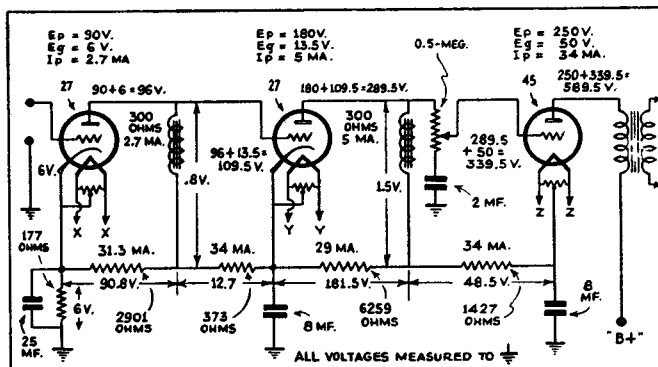 Ep = 90V.
Eg = 6 V.
Ip = 2.7 MA
Ep = 180V.
Eg = 13.5 V.
Ip = 5 MA.
Ep = 250V.
Eg = 50 V.
Ip = 34 MA.
0.5-MEG.
27
90+6=96V.
27
180+109.5=289.5V.
45
250+339.5=
589.5 V.
300
OHMS
2.7 MA.
300
OHMS
5 MA.
6V.
.8V.
96+13.5=
109.5 V.
1.5V.
289.5
+ 50 =
339.5V.
2 MF.
X X
Y Y
Z Z
177
OHMS
31.3 MA.
34 MA.
29 MA.
34 MA.
90.8V.
12.7
181.5V.
48.5V.
6V.
2901
OHMS
373
OHMS
6259
OHMS
1427
OHMS
25
MF.
8 MF.
8
MF.
"B+"
ALL VOLTAGES MEASURED TO